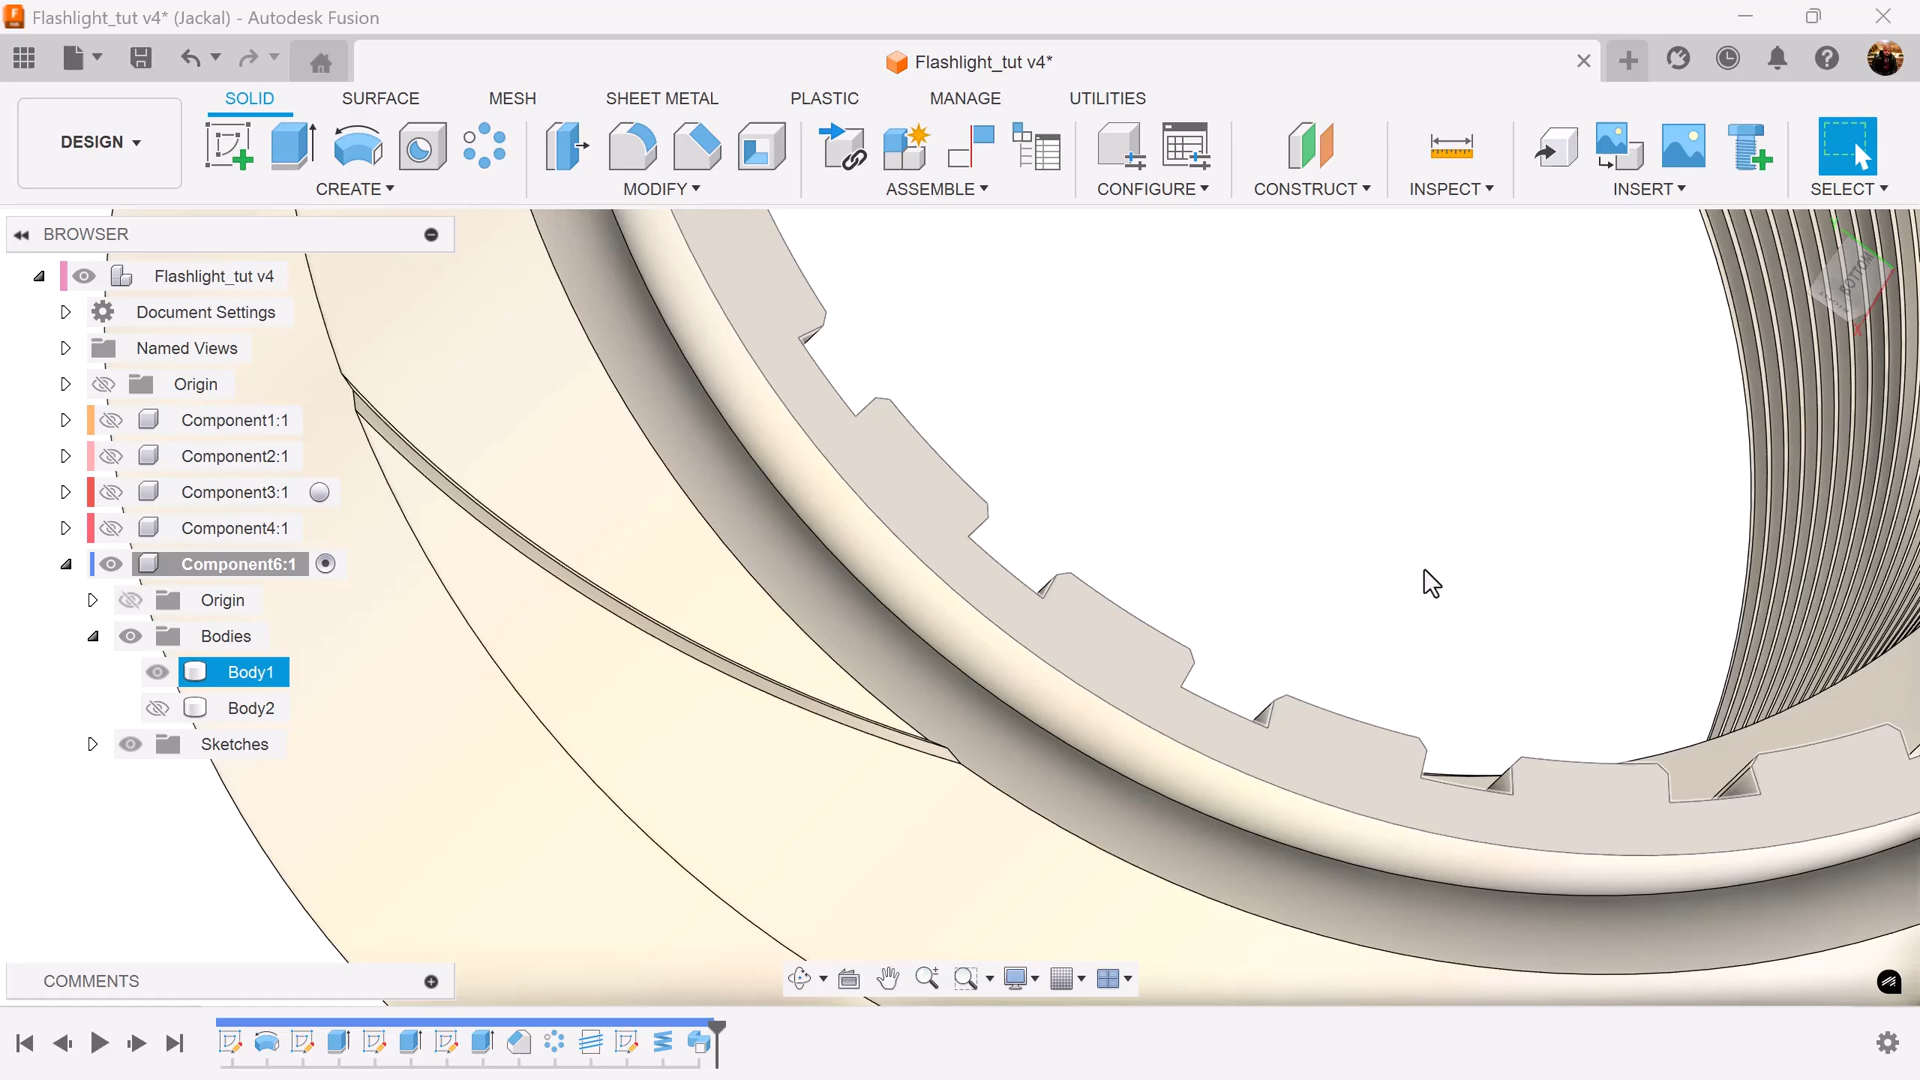 Flashlight_tut v4* (Jackal) - Autodesk Fusion
Flashlight_tut v4*
SOLID SURFACE MESH SHEET METAL PLASTIC MANAGE UTILITIES
DESIGN
CREATE MODIFY ASSEMBLE CONFIGURE CONSTRUCT INSPECT INSERT SELECT
BROWSER
Flashlight_tut v4
Document Settings
Named Views
Origin
Component1:1
Component2:1
Component3:1
Component4:1
Component6:1
Origin
Bodies
Body1
Body2
Sketches
BOTTOM
X
COMMENTS